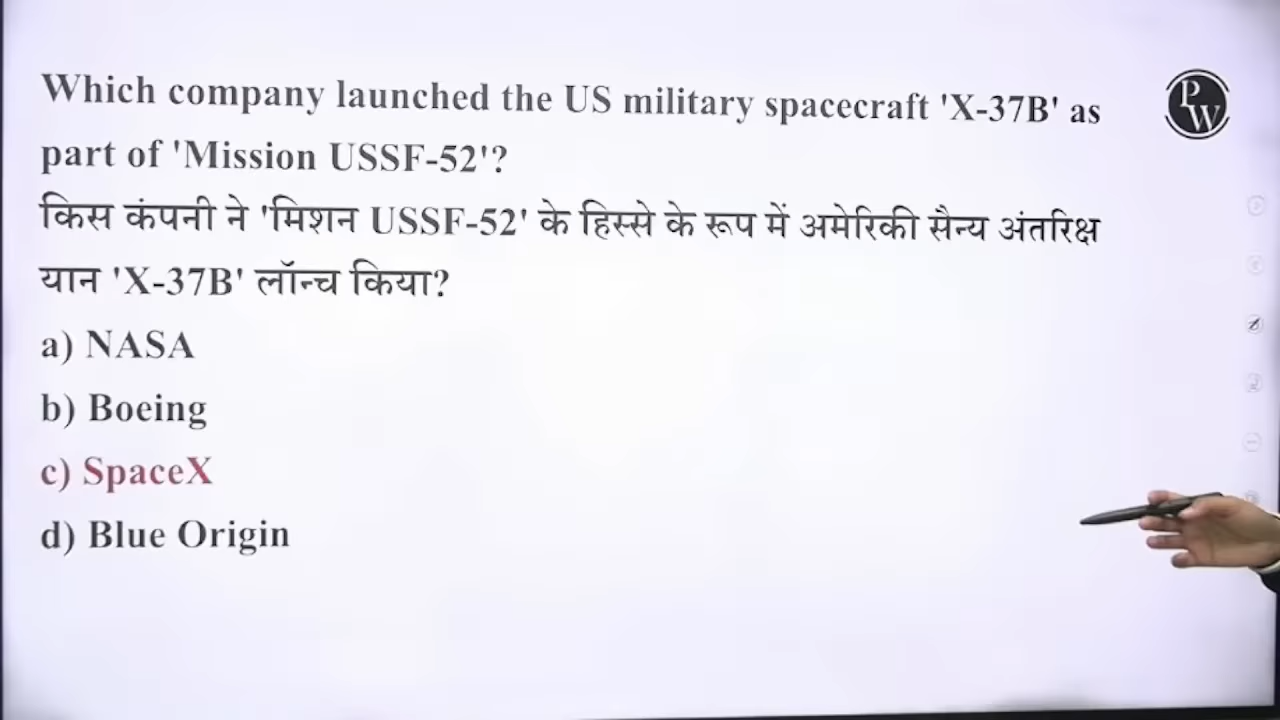 Which company launched the US military spacecraft 'X-37B' as
part of 'Mission USSF-52'?
किस कंपनी ने 'मिशन USSF-52' के हिस्से के रूप में अमेरिकी सैन्य अंतरिक्ष
यान 'X-37B' लॉन्च किया?
a) NASA
b) Boeing
c) SpaceX
d) Blue Origin
PW